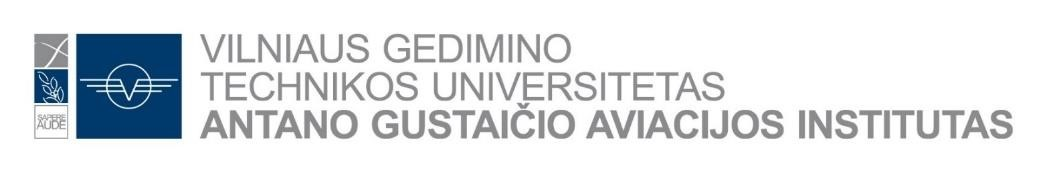 SAPERE
AUDE
VILNIAUS GEDIMINO
TECHNIKOS UNIVERSITETAS
ANTANO GUSTAIČIO AVIACIJOS INSTITUTAS